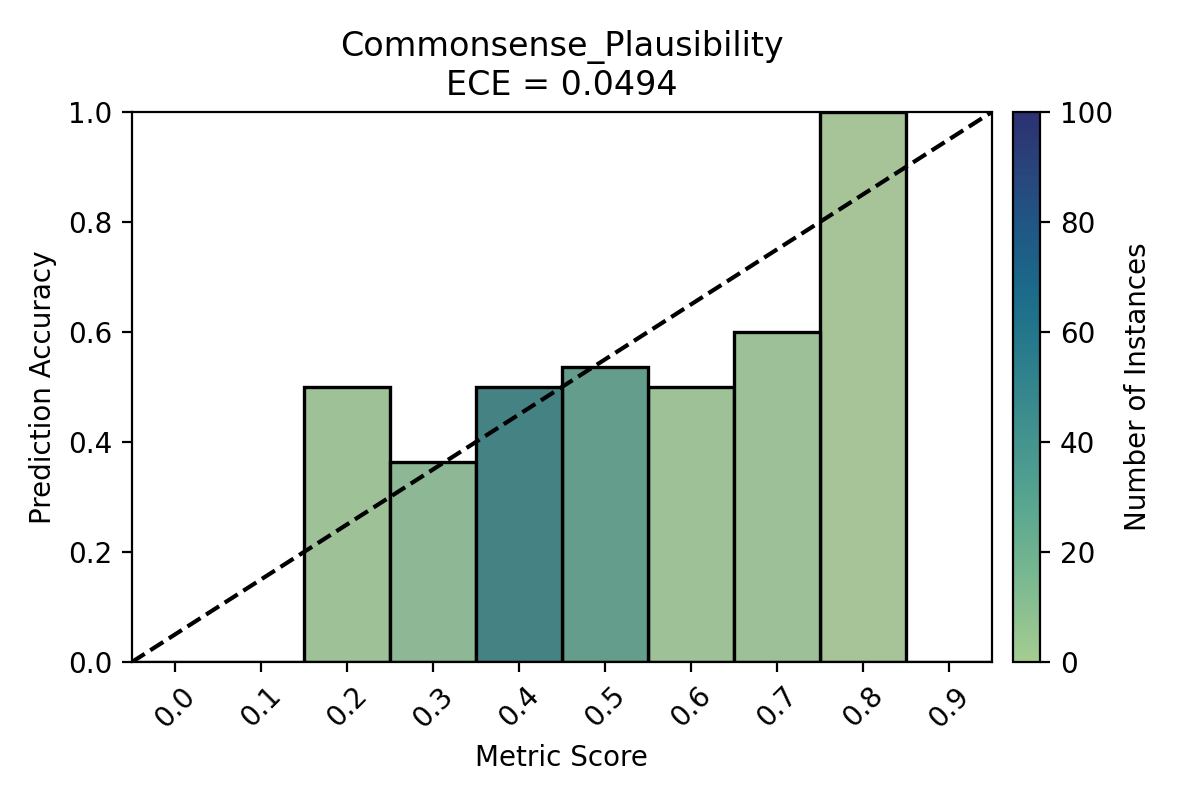 Commonsense_Plausibility
ECE = 0.0494
Prediction Accuracy
1.0
0.8
0.6
0.4
0.2
0.0
0.0 0.1 0.2 0.3 0.4 0.5 0.6 0.7 0.8 0.9
Metric Score
100
80
60
40
20
0
Number of Instances